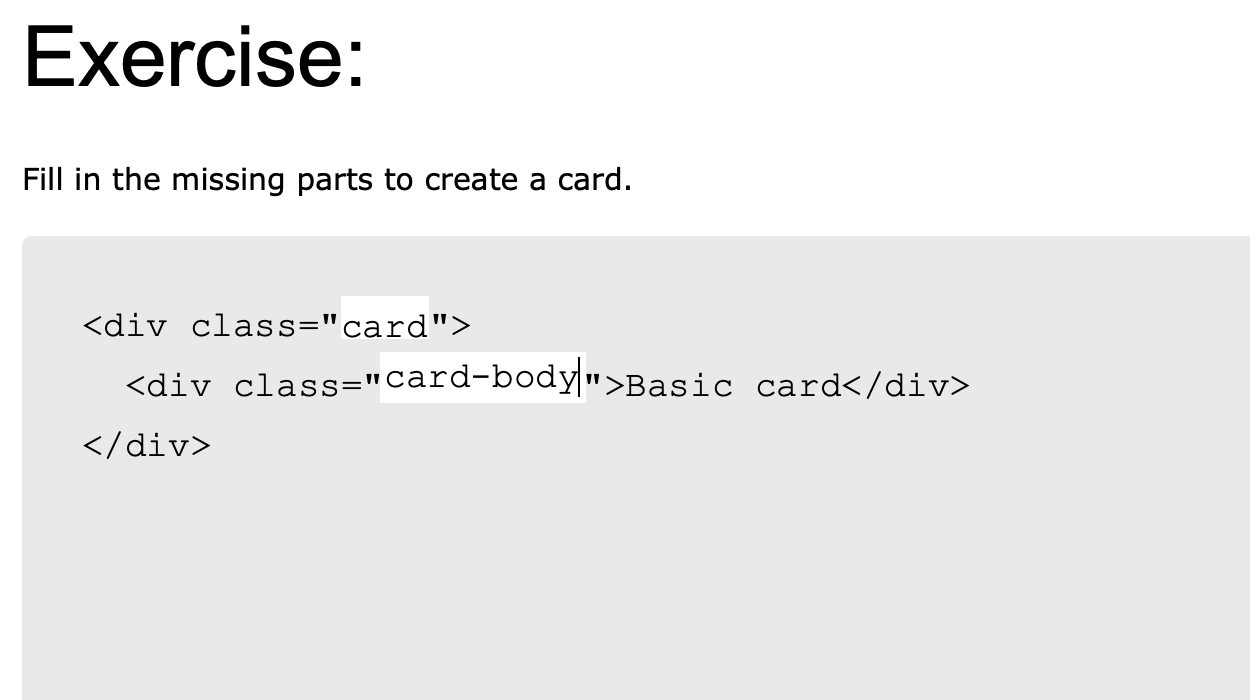 Exercise:
Fill in the missing parts to create a card.
<div class="card">
<div class="card-body">Basic card</div>
</div>